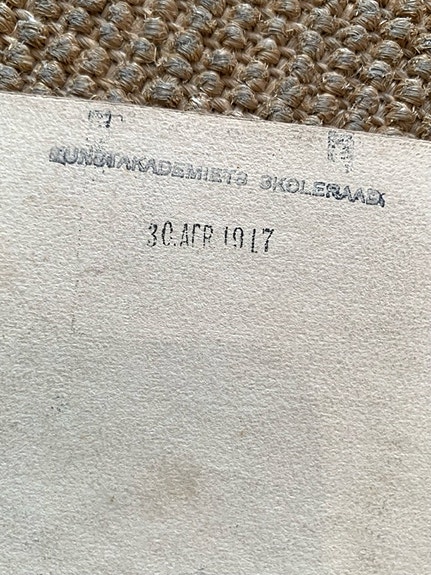 KUNSTAKADEMIETS SKOLERAAD.
30. APR 1917